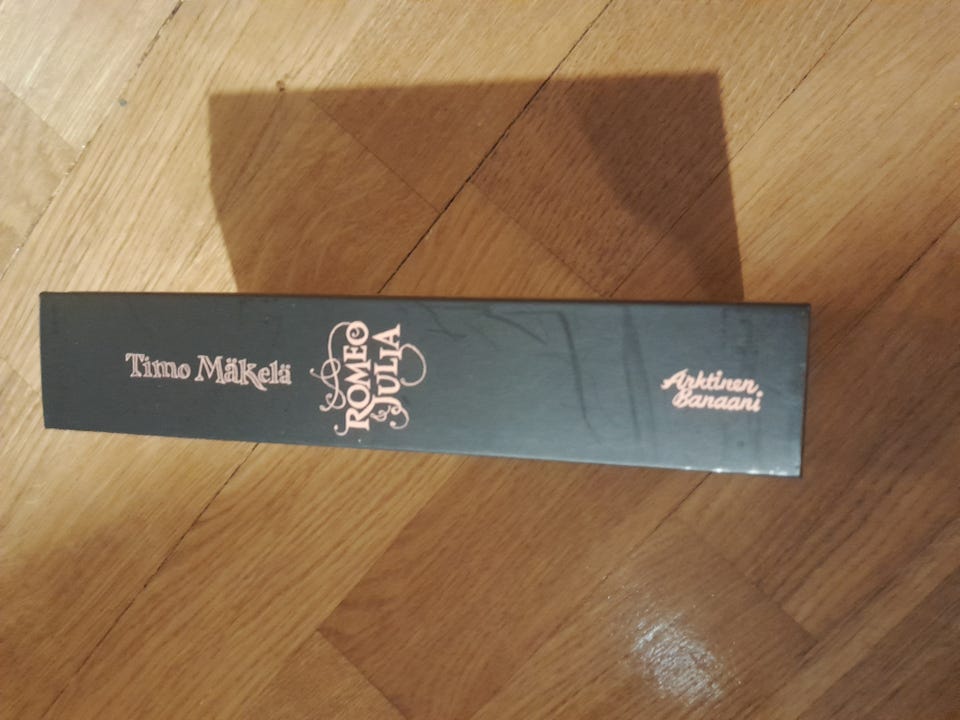 Timo Mäkelä
ROMEO
& JULIA
Arktinen
Banaani